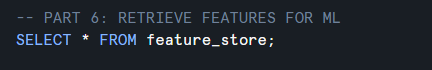 -- PART 6: RETRIEVE FEATURES FOR ML
SELECT * FROM feature_store;